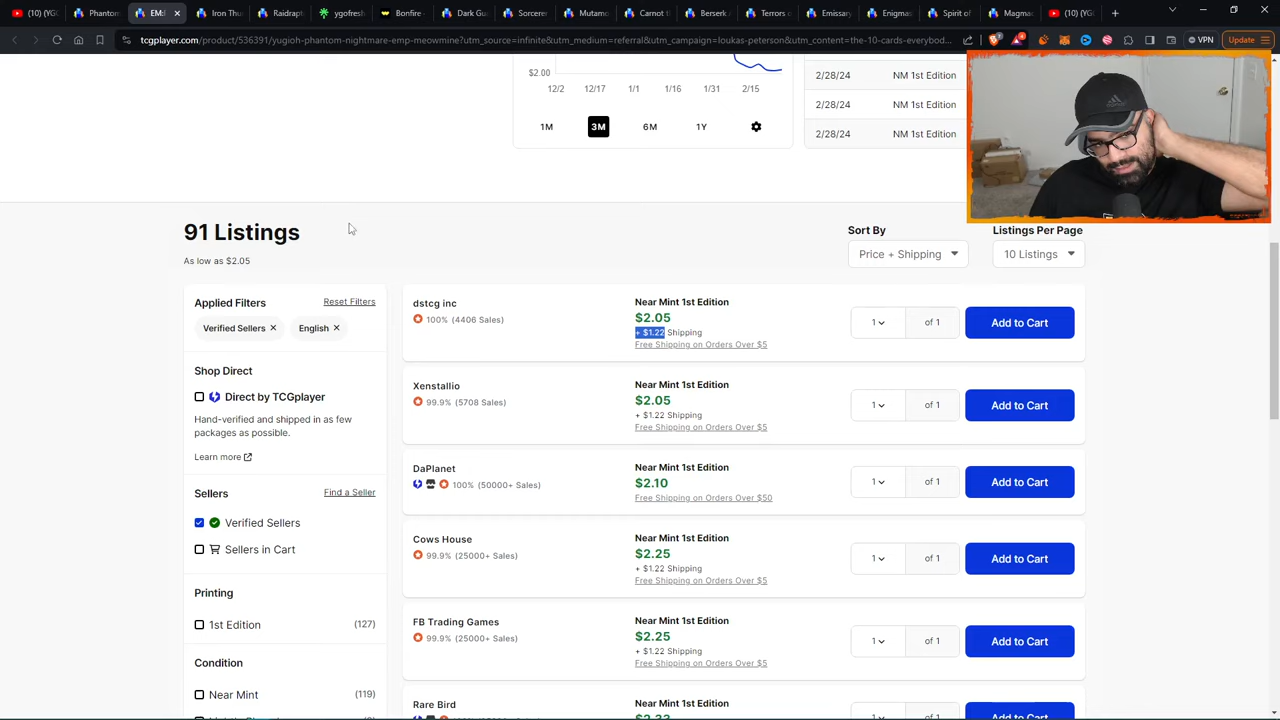 (10) (YG
Phantom
EM:
Iron Thu
Raidrapt
ygofresh
Bonfire -
Dark Gu
Sorcerer
Mutamo
Carnot t
Berserk
Terrors o
Emissary
Enigmas
Spirit of
Magmac
(10) (YG
tcgplayer.com/product/536391/yugioh-phantom-nightmare-emp-meowmine?utm_source=infinite&utm_medium=referral&utm_campaign=loukas-peterson&utm_content=the-10-cards-everybod...
VPN
Update
$2.00
12/2 12/17 1/1 1/16 1/31 2/15
1M 3M 6M 1Y
2/28/24 NM 1st Edition
2/28/24 NM 1st Edition
2/28/24 NM 1st Edition
91 Listings
As low as $2.05
Sort By
Price + Shipping
Listings Per Page
10 Listings
Applied Filters Reset Filters
Verified Sellers × English ×
Shop Direct
Direct by TCGplayer
Hand-verified and shipped in as few
packages as possible.
Learn more
Sellers Find a Seller
Verified Sellers
Sellers in Cart
Printing
1st Edition (127)
Condition
Near Mint (119)
dstcg inc
100% (4406 Sales)
Near Mint 1st Edition
$2.05
+ $1.22 Shipping
Free Shipping on Orders Over $5
1 of 1
Add to Cart
Xenstallio
99.9% (5708 Sales)
Near Mint 1st Edition
$2.05
+ $1.22 Shipping
Free Shipping on Orders Over $5
1 of 1
Add to Cart
DaPlanet
100% (50000+ Sales)
Near Mint 1st Edition
$2.10
Free Shipping on Orders Over $50
1 of 1
Add to Cart
Cows House
99.9% (25000+ Sales)
Near Mint 1st Edition
$2.25
+ $1.22 Shipping
Free Shipping on Orders Over $5
1 of 1
Add to Cart
FB Trading Games
99.9% (25000+ Sales)
Near Mint 1st Edition
$2.25
+ $1.22 Shipping
Free Shipping on Orders Over $5
1 of 1
Add to Cart
Rare Bird
Near Mint 1st Edition
$2.33
Add to Cart